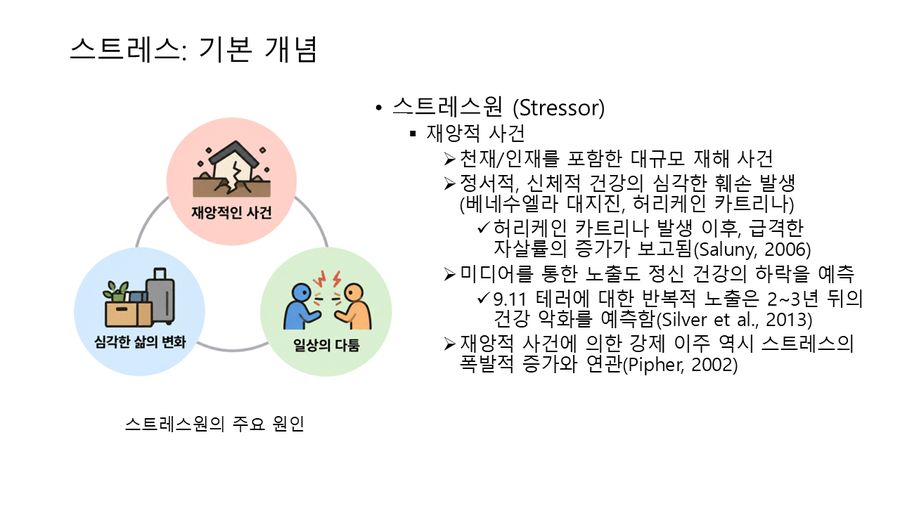 스트레스: 기본 개념
• 스트레스원 (Stressor)
▪ 재앙적 사건
➢천재/인재를 포함한 대규모 재해 사건
➢정서적, 신체적 건강의 심각한 훼손 발생
(베네수엘라 대지진, 허리케인 카트리나)
✓허리케인 카트리나 발생 이후, 급격한
자살률의 증가가 보고됨(Saluny, 2006)
➢미디어를 통한 노출도 정신 건강의 하락을 예측
✓9.11 테러에 대한 반복적 노출은 2~3년 뒤의
건강 악화를 예측함(Silver et al., 2013)
➢재앙적 사건에 의한 강제 이주 역시 스트레스의
폭발적 증가와 연관(Pipher, 2002)
재앙적인 사건
심각한 삶의 변화
일상의 다툼
스트레스원의 주요 원인